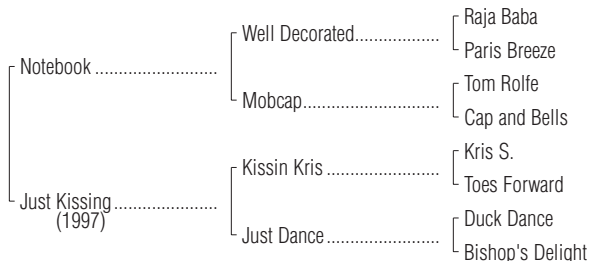 Raja Baba
Well Decorated..................
Paris Breeze
Notebook ..........................
Tom Rolfe
Mobcap.............................
Cap and Bells
Kris S.
Kissin Kris ........................
Toes Forward
Just Kissing......................
(1997)
Duck Dance
Just Dance........................
Bishop's Delight